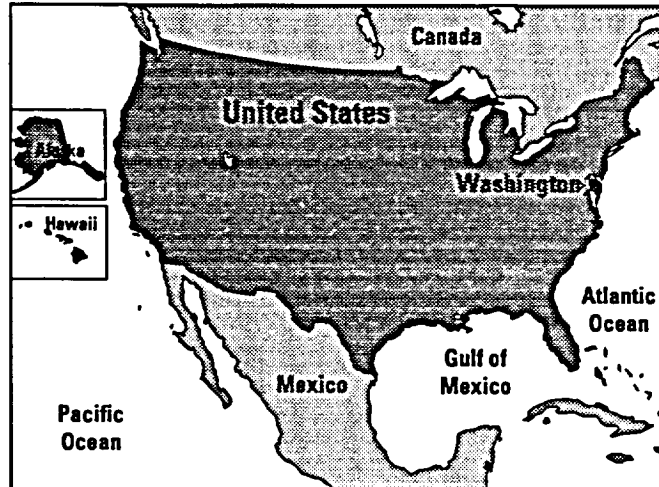 Canada
United States
Alaska
Washington
Hawaii
Atlantic
Ocean
Gulf of
Mexico
Mexico
Pacific
Ocean